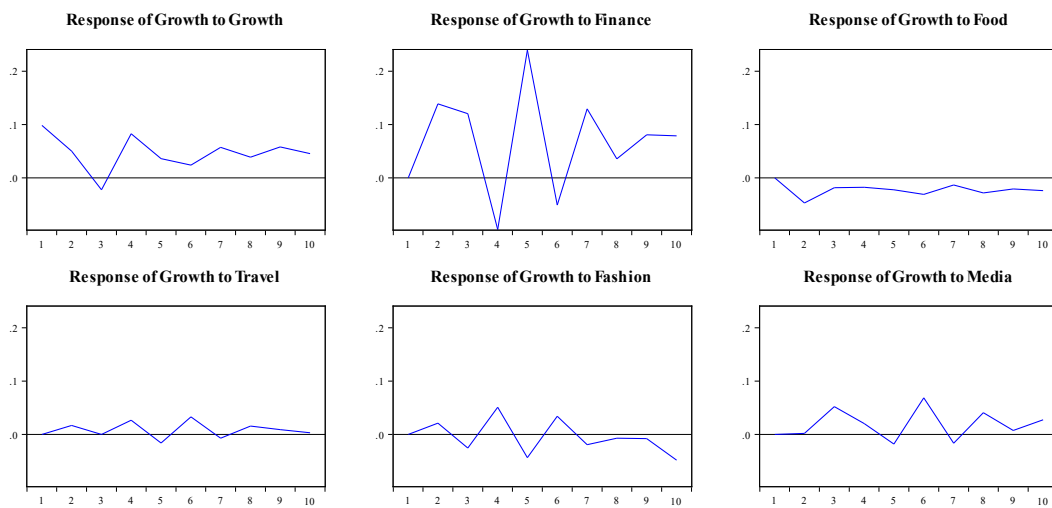 Response of Growth to Growth
Response of Growth to Finance
Response of Growth to Food
.2
.1
.0
1 2 3 4 5 6 7 8 9 10
.2
.1
.0
1 2 3 4 5 6 7 8 9 10
.2
.1
.0
1 2 3 4 5 6 7 8 9 10
Response of Growth to Travel
Response of Growth to Fashion
Response of Growth to Media
.2
.1
.0
1 2 3 4 5 6 7 8 9 10
.2
.1
.0
1 2 3 4 5 6 7 8 9 10
.2
.1
.0
1 2 3 4 5 6 7 8 9 10